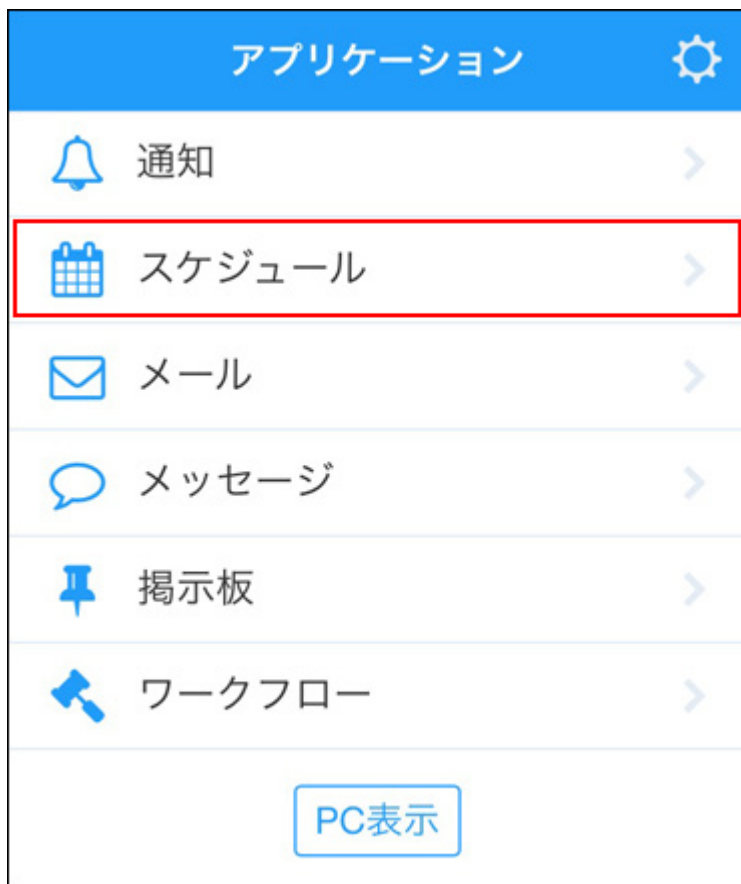 アプリケーション
通知
スケジュール
メール
メッセージ
掲示板
ワークフロー
PC表示